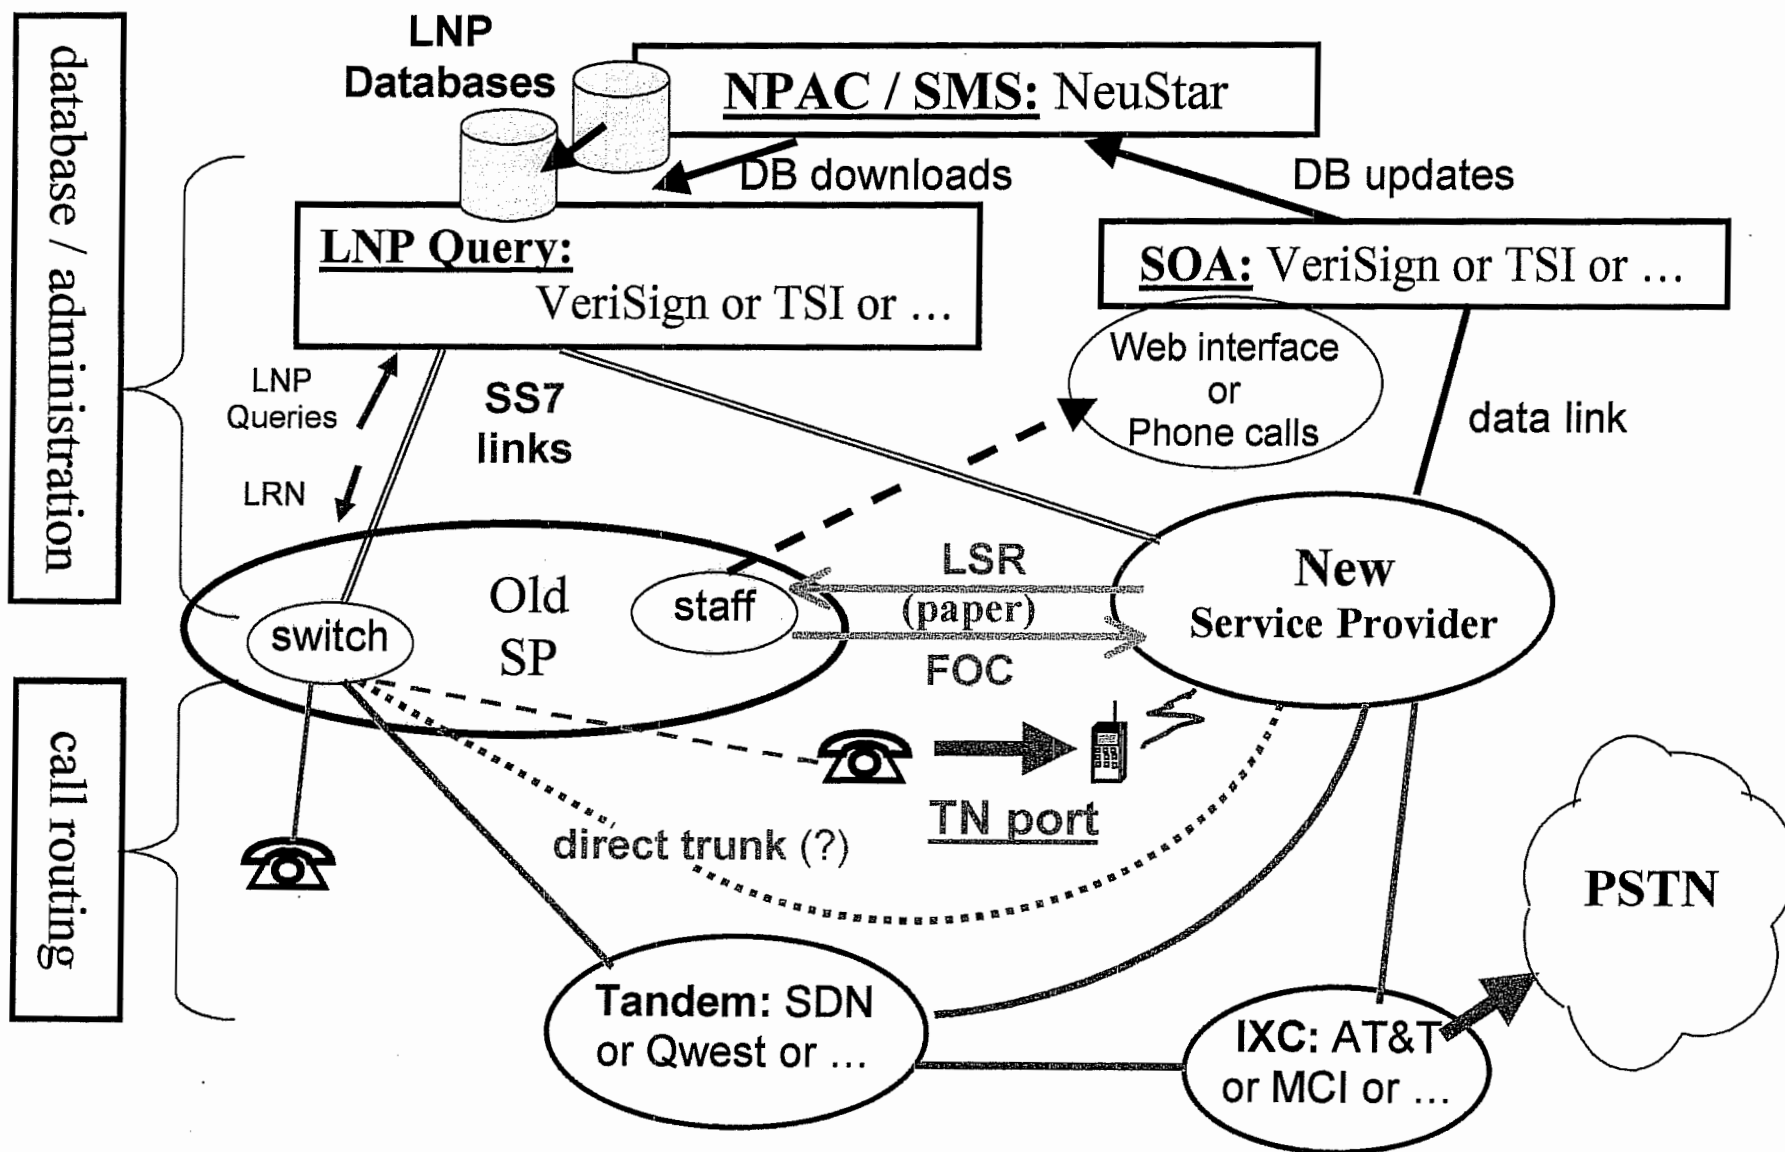 database / administration
call routing
LNP
Databases
NPAC / SMS: NeuStar
DB downloads
DB updates
LNP Query:
VeriSign or TSI or ...
SOA: VeriSign or TSI or ...
Web interface
or
Phone calls
data link
LNP
Queries
SS7
links
LRN
switch
Old
SP
staff
LSR
(paper)
FOC
New
Service Provider
TN port
direct trunk (?)
PSTN
Tandem: SDN
or Qwest or ...
IXC: AT&T
or MCI or ...